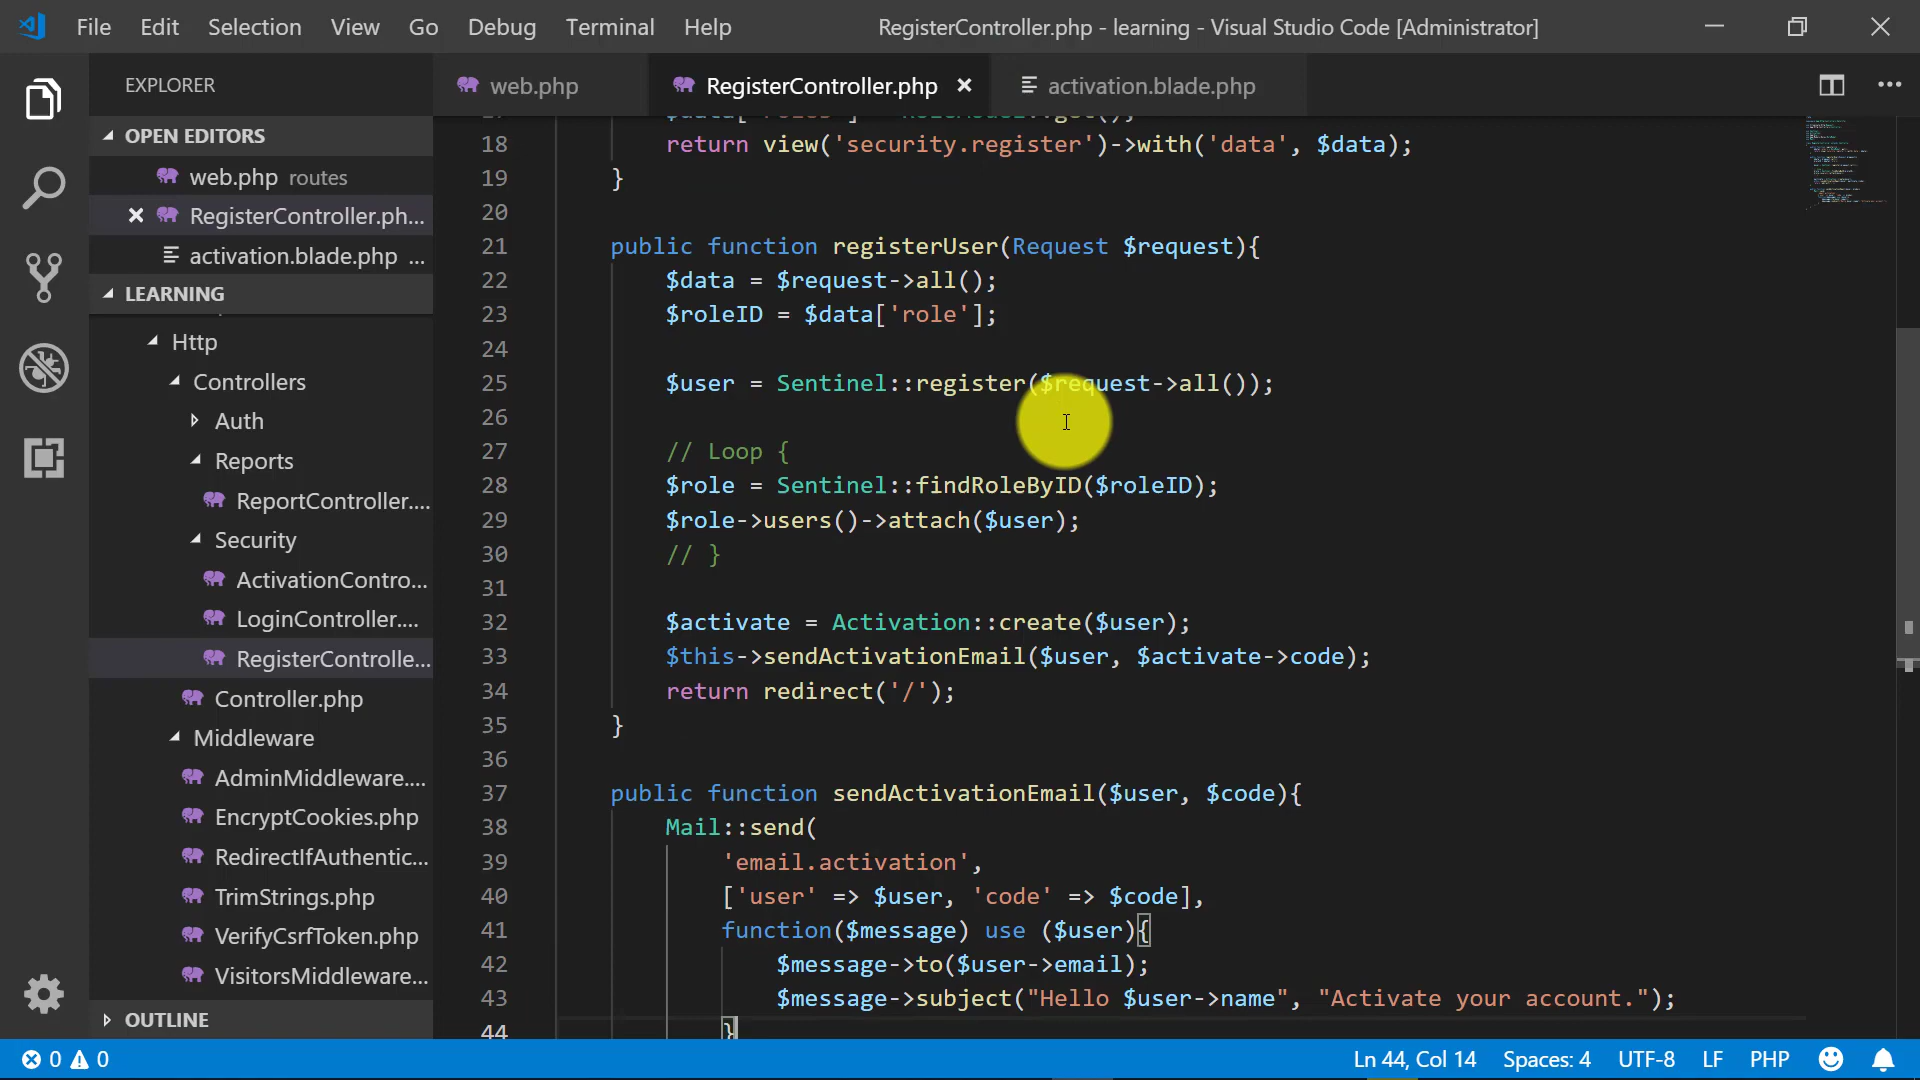 File Edit Selection View Go Debug Terminal Help RegisterController.php - learning - Visual Studio Code [Administrator]
EXPLORER
web.php RegisterController.php activation.blade.php
OPEN EDITORS
web.php routes
RegisterController.ph...
activation.blade.php ...
LEARNING
Http
Controllers
Auth
Reports
ReportController....
Security
ActivationContro...
LoginController....
RegisterControlle...
Controller.php
Middleware
AdminMiddleware....
EncryptCookies.php
RedirectIfAuthentic...
TrimStrings.php
VerifyCsrfToken.php
VisitorsMiddleware...
OUTLINE
18 return view('security.register')->with('data', $data);
19 }
20
21 public function registerUser(Request $request){
22 $data = $request->all();
23 $roleID = $data['role'];
24
25 $user = Sentinel::register($request->all());
26
27 // Loop {
28 $role = Sentinel::findRoleByID($roleID);
29 $role->users()->attach($user);
30 // }
31
32 $activate = Activation::create($user);
33 $this->sendActivationEmail($user, $activate->code);
34 return redirect('/');
35 }
36
37 public function sendActivationEmail($user, $code){
38 Mail::send(
39 'email.activation',
40 ['user' => $user, 'code' => $code],
41 function($message) use ($user){
42 $message->to($user->email);
43 $message->subject("Hello $user->name", "Activate your account.");
44 }
0 0 Ln 44, Col 14 Spaces: 4 UTF-8 LF PHP